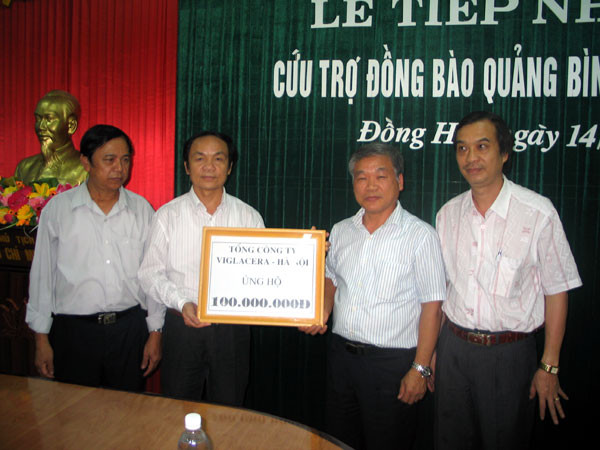 LỄ TIẾP NH
CỨU TRỢ ĐỒNG BÀO QUẢNG BÌN
Đồng H gày 14/
TỔNG CÔNG TY
VIGLACERA - HÀ NỘI
ỦNG HỘ
100.000.000Đ